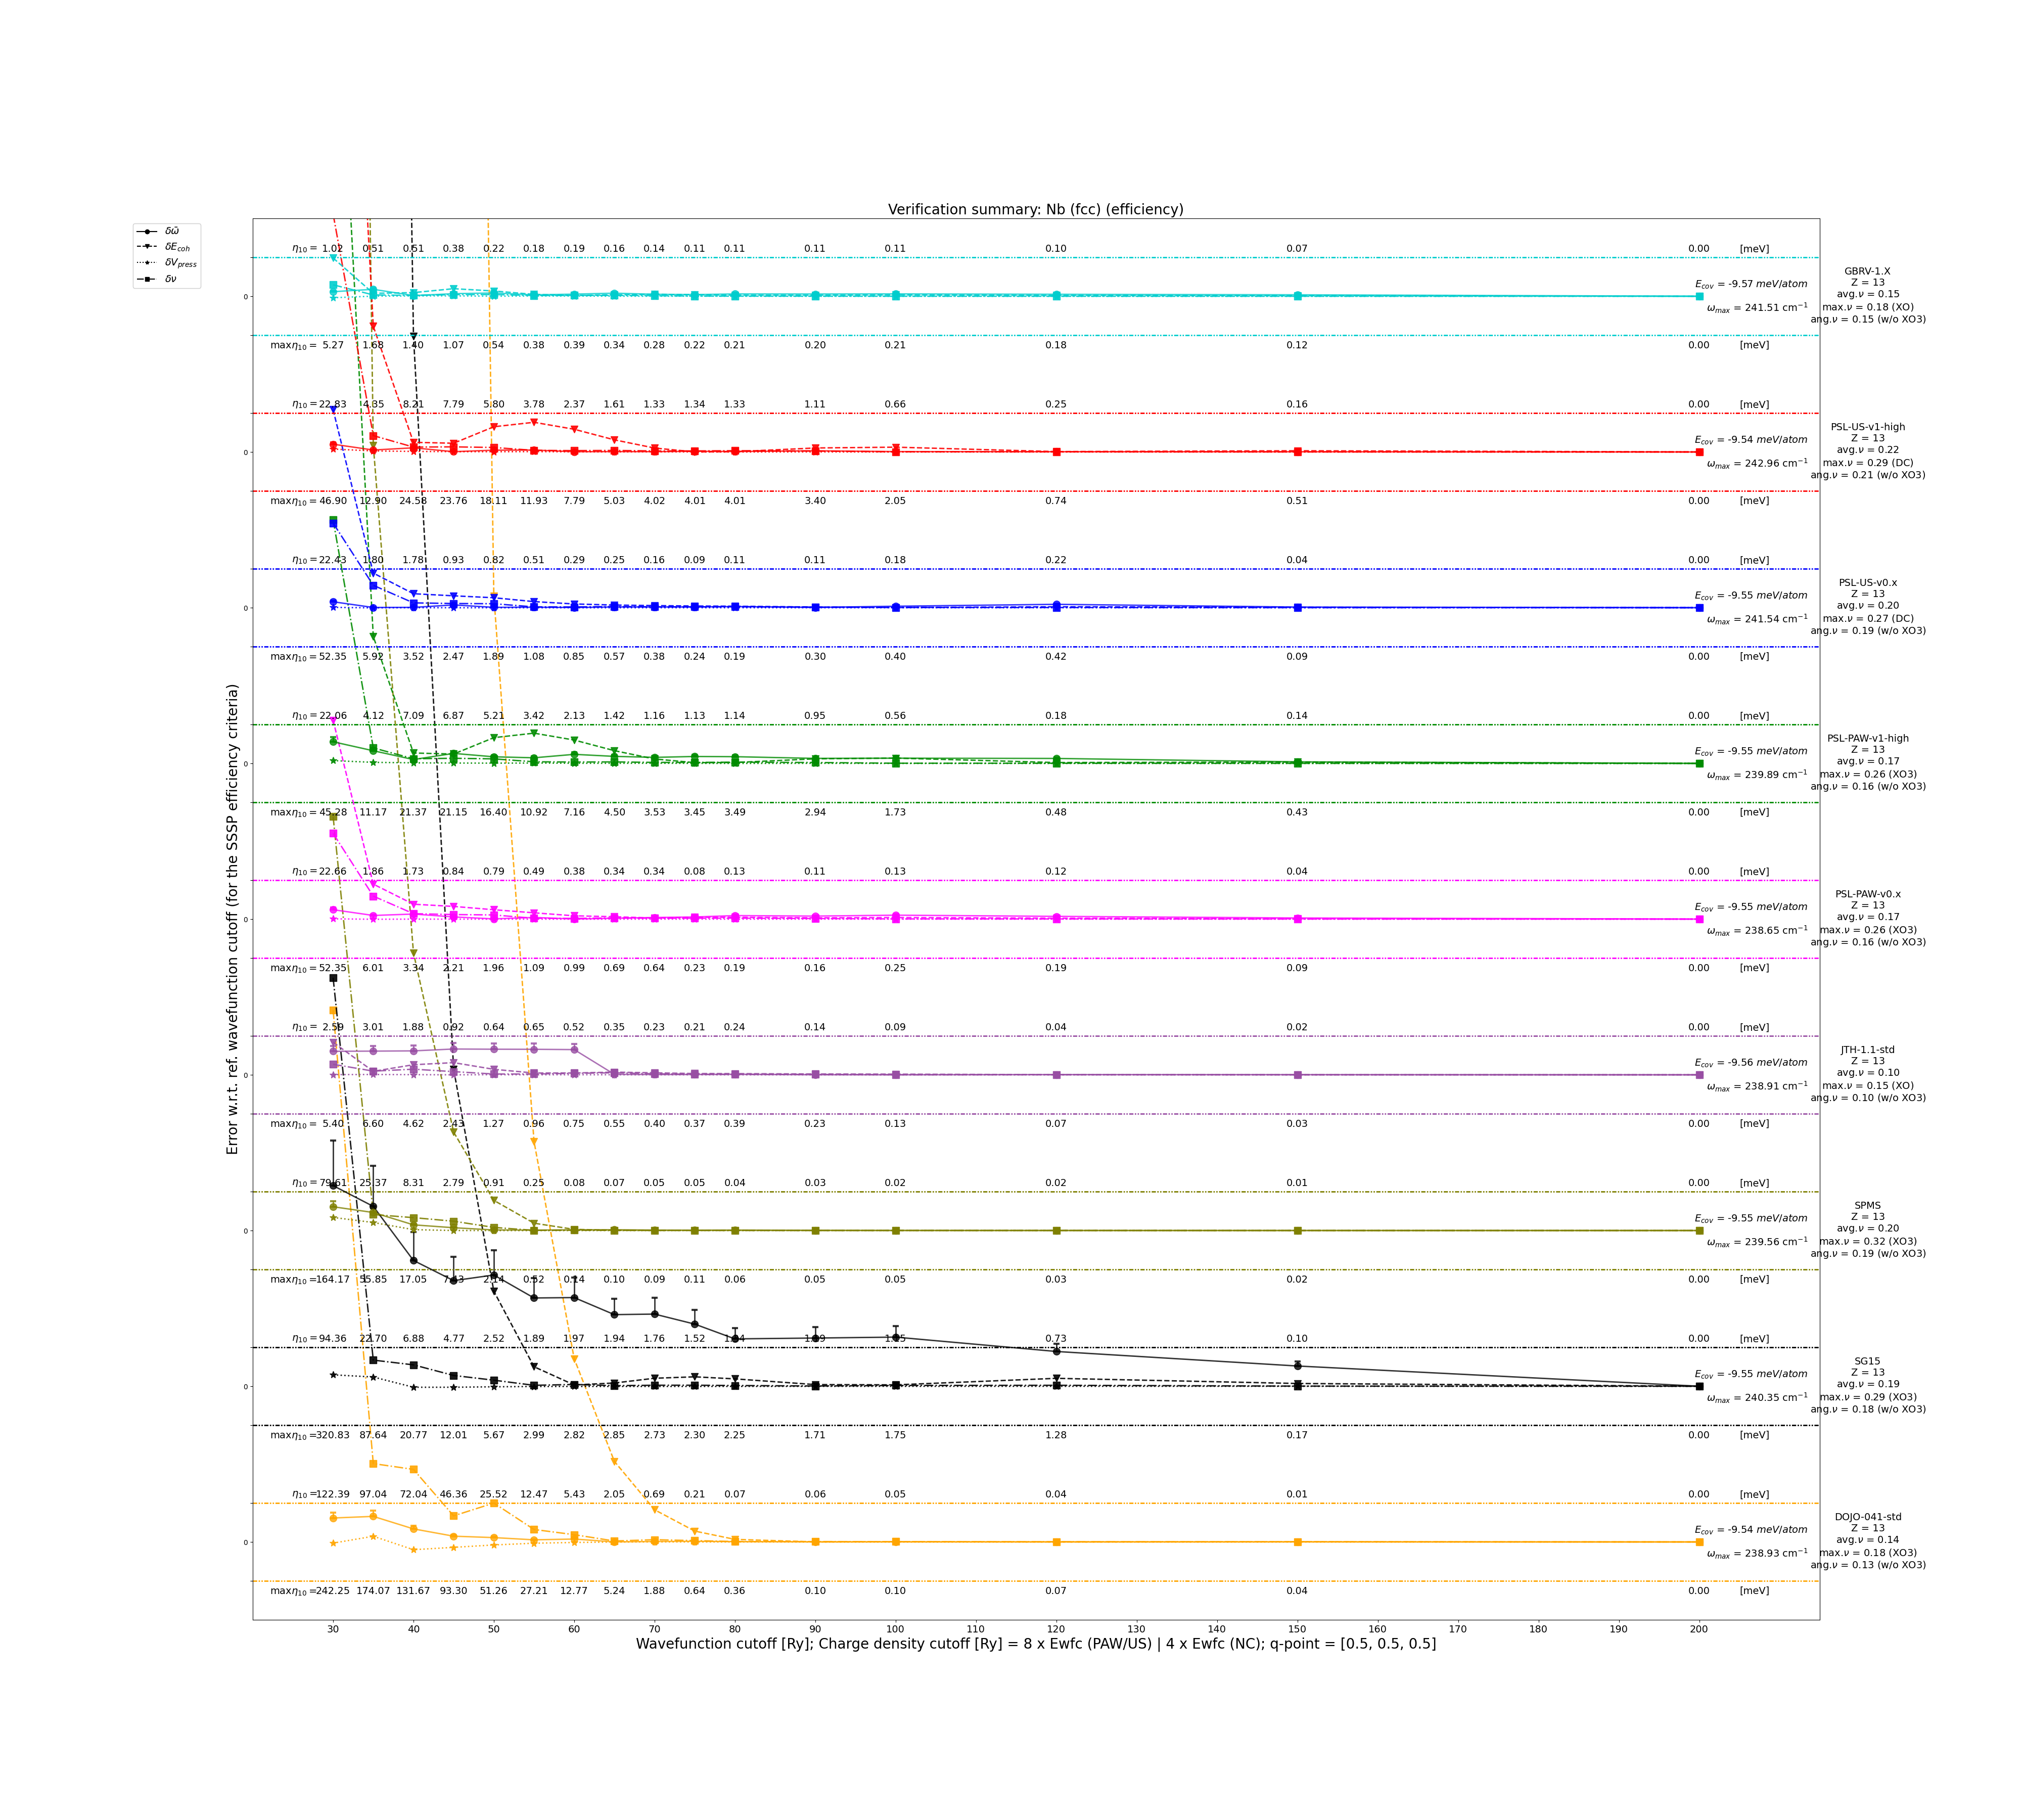 Verification summary: Nb (fcc) (efficiency)
δω̄
δE_coh
δV_press
δν
Error w.r.t. ref. wavefunction cutoff (for the SSSP efficiency criteria)
η₁₀ = 1.02 0.51 0.51 0.38 0.22 0.18 0.19 0.16 0.14 0.11 0.11 0.11 0.11 0.10 0.07 0.00 [meV]
0
E_cov = -9.57 meV/atom
ω_max = 241.51 cm⁻¹
GBRV-1.X
Z = 13
avg.ν = 0.15
max.ν = 0.18 (XO)
ang.ν = 0.15 (w/o XO3)
maxη₁₀ = 5.27 1.68 1.40 1.07 0.54 0.38 0.39 0.34 0.28 0.22 0.21 0.20 0.21 0.18 0.12 0.00 [meV]
η₁₀ = 22.83 4.35 8.21 7.79 5.80 3.78 2.37 1.61 1.33 1.34 1.33 1.11 0.66 0.25 0.16 0.00 [meV]
0
E_cov = -9.54 meV/atom
ω_max = 242.96 cm⁻¹
PSL-US-v1-high
Z = 13
avg.ν = 0.22
max.ν = 0.29 (DC)
ang.ν = 0.21 (w/o XO3)
maxη₁₀ = 46.90 12.90 24.58 23.76 18.11 11.93 7.79 5.03 4.02 4.01 4.01 3.40 2.05 0.74 0.51 0.00 [meV]
η₁₀ = 22.43 1.80 1.78 0.93 0.82 0.51 0.29 0.25 0.16 0.09 0.11 0.11 0.18 0.22 0.04 0.00 [meV]
0
E_cov = -9.55 meV/atom
ω_max = 241.54 cm⁻¹
PSL-US-v0.x
Z = 13
avg.ν = 0.20
max.ν = 0.27 (DC)
ang.ν = 0.19 (w/o XO3)
maxη₁₀ = 52.35 5.92 3.52 2.47 1.89 1.08 0.85 0.57 0.38 0.24 0.19 0.30 0.40 0.42 0.09 0.00 [meV]
η₁₀ = 22.06 4.12 7.09 6.87 5.21 3.42 2.13 1.42 1.16 1.13 1.14 0.95 0.56 0.18 0.14 0.00 [meV]
0
E_cov = -9.55 meV/atom
ω_max = 239.89 cm⁻¹
PSL-PAW-v1-high
Z = 13
avg.ν = 0.17
max.ν = 0.26 (XO3)
ang.ν = 0.16 (w/o XO3)
maxη₁₀ = 45.28 11.17 21.37 21.15 16.40 10.92 7.16 4.50 3.53 3.45 3.49 2.94 1.73 0.48 0.43 0.00 [meV]
η₁₀ = 22.66 1.86 1.73 0.84 0.79 0.49 0.38 0.34 0.34 0.08 0.13 0.11 0.13 0.12 0.04 0.00 [meV]
0
E_cov = -9.55 meV/atom
ω_max = 238.65 cm⁻¹
PSL-PAW-v0.x
Z = 13
avg.ν = 0.17
max.ν = 0.26 (XO3)
ang.ν = 0.16 (w/o XO3)
maxη₁₀ = 52.35 6.01 3.34 2.21 1.96 1.09 0.99 0.69 0.64 0.23 0.19 0.16 0.25 0.19 0.09 0.00 [meV]
η₁₀ = 2.59 3.01 1.88 0.92 0.64 0.65 0.52 0.35 0.23 0.21 0.24 0.14 0.09 0.04 0.02 0.00 [meV]
0
E_cov = -9.56 meV/atom
ω_max = 238.91 cm⁻¹
JTH-1.1-std
Z = 13
avg.ν = 0.10
max.ν = 0.15 (XO)
ang.ν = 0.10 (w/o XO3)
maxη₁₀ = 5.40 6.60 4.62 2.43 1.27 0.96 0.75 0.55 0.40 0.37 0.39 0.23 0.13 0.07 0.03 0.00 [meV]
η₁₀ = 79.61 25.37 8.31 2.79 0.91 0.25 0.08 0.07 0.05 0.05 0.04 0.03 0.02 0.02 0.01 0.00 [meV]
0
E_cov = -9.55 meV/atom
ω_max = 239.56 cm⁻¹
SPMS
Z = 13
avg.ν = 0.20
max.ν = 0.32 (XO3)
ang.ν = 0.19 (w/o XO3)
maxη₁₀ =164.17 55.85 17.05 0.10 0.09 0.11 0.06 0.05 0.05 0.03 0.02 0.00 [meV]
η₁₀ = 94.36 22.70 6.88 4.77 2.52 1.89 1.97 1.94 1.76 1.52 0.73 0.10 0.00 [meV]
0
E_cov = -9.55 meV/atom
ω_max = 240.35 cm⁻¹
SG15
Z = 13
avg.ν = 0.19
max.ν = 0.29 (XO3)
ang.ν = 0.18 (w/o XO3)
maxη₁₀ =320.83 87.64 20.77 12.01 5.67 2.99 2.82 2.85 2.73 2.30 2.25 1.71 1.75 1.28 0.17 0.00 [meV]
η₁₀ =122.39 97.04 72.04 46.36 25.52 12.47 5.43 2.05 0.69 0.21 0.07 0.06 0.05 0.04 0.01 0.00 [meV]
0
E_cov = -9.54 meV/atom
ω_max = 238.93 cm⁻¹
DOJO-041-std
Z = 13
avg.ν = 0.14
max.ν = 0.18 (XO3)
ang.ν = 0.13 (w/o XO3)
maxη₁₀ =242.25 174.07 131.67 93.30 51.26 27.21 12.77 5.24 1.88 0.64 0.36 0.10 0.10 0.07 0.04 0.00 [meV]
30 40 50 60 70 80 90 100 110 120 130 140 150 160 170 180 190 200
Wavefunction cutoff [Ry]; Charge density cutoff [Ry] = 8 x Ewfc (PAW/US) | 4 x Ewfc (NC); q-point = [0.5, 0.5, 0.5]